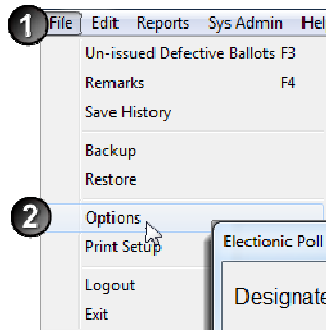 1 File Edit Reports Sys Admin Hel
Un-issued Defective Ballots F3
Remarks F4
Save History
Backup
Restore
2 Options
Print Setup
Electionic Poll
Logout
Designate
Exit